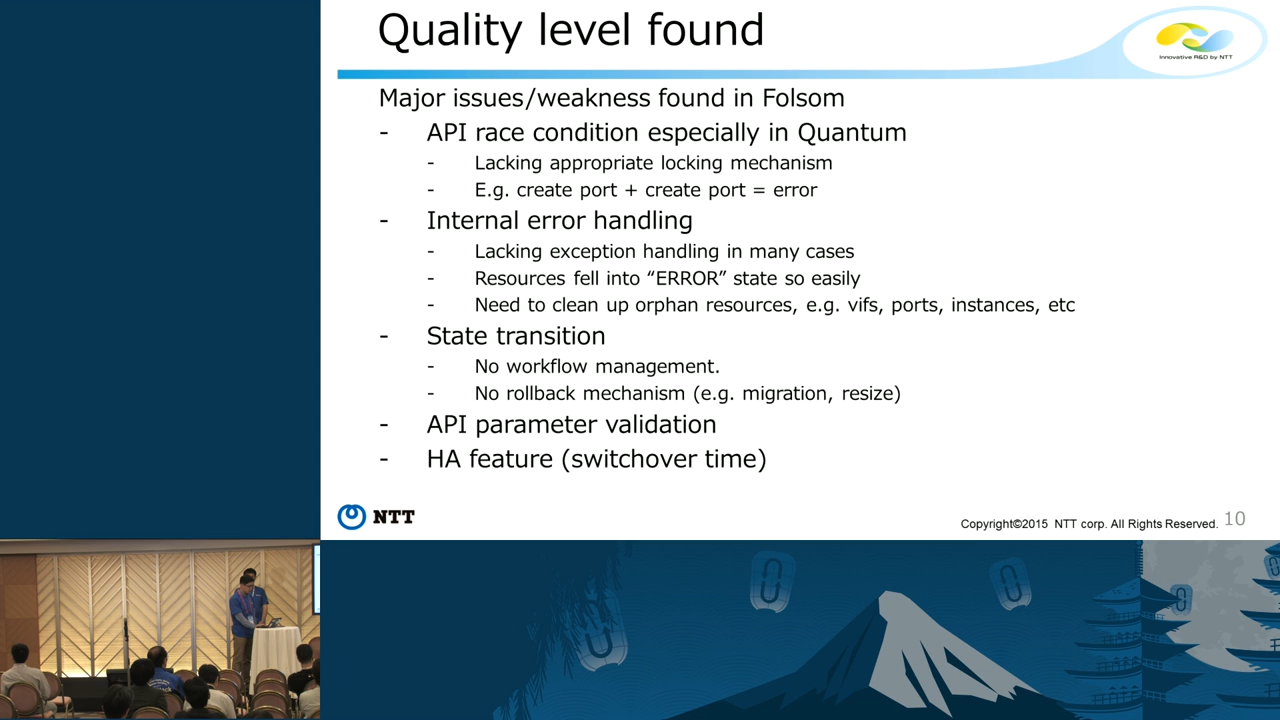 Quality level found
Innovative R&D by NTT
Major issues/weakness found in Folsom
- API race condition especially in Quantum
- Lacking appropriate locking mechanism
- E.g. create port + create port = error
- Internal error handling
- Lacking exception handling in many cases
- Resources fell into “ERROR” state so easily
- Need to clean up orphan resources, e.g. vifs, ports, instances, etc
- State transition
- No workflow management.
- No rollback mechanism (e.g. migration, resize)
- API parameter validation
- HA feature (switchover time)
NTT
Copyright©2015 NTT corp. All Rights Reserved. 10